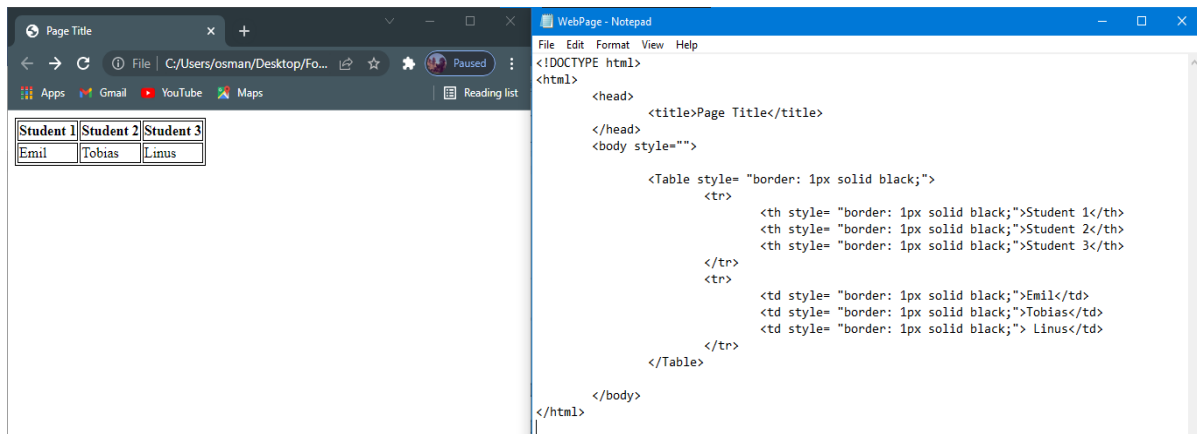 Page Title
File | C:/Users/osman/Desktop/Fo...
Paused
Apps Gmail YouTube Maps
Reading list
Student 1 Student 2 Student 3
Emil Tobias Linus
WebPage - Notepad
File Edit Format View Help
<!DOCTYPE html>
<html>
<head>
<title>Page Title</title>
</head>
<body style="">
<Table style= "border: 1px solid black;">
<tr>
<th style= "border: 1px solid black;">Student 1</th>
<th style= "border: 1px solid black;">Student 2</th>
<th style= "border: 1px solid black;">Student 3</th>
</tr>
<tr>
<td style= "border: 1px solid black;">Emil</td>
<td style= "border: 1px solid black;">Tobias</td>
<td style= "border: 1px solid black;"> Linus</td>
</tr>
</Table>
</body>
</html>